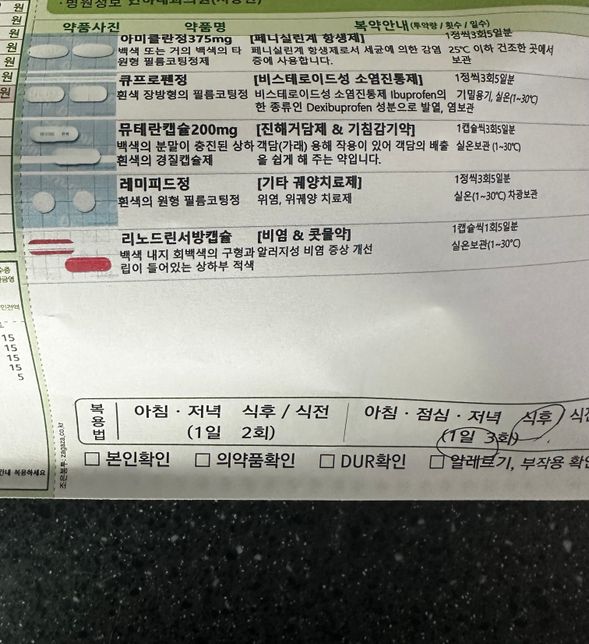 약품사진 약품명 복약안내(투약량 / 횟수 / 일수)
아미클란정375mg [페니실린계 항생제] 1정씩3회5일분
백색 또는 거의 백색의 타원형 필름코팅정제
페니실린계 항생제로서 세균에 의한 감염증에 사용합니다.
25℃ 이하 건조한 곳에서 보관
큐프로펜정 [비스테로이드성 소염진통제] 1정씩3회5일분
흰색 장방형의 필름코팅정
비스테로이드성 소염진통제 Ibuprofen의 한 종류인 Dexibuprofen 성분으로 발열, 염
기밀용기, 실온(1~30℃)보관
뮤테란캡슐200mg [진해거담제 & 기침감기약] 1캡슐씩3회5일분
백색의 분말이 충진된 상하 흰색의 경질캡슐제
객담(가래) 용해 작용이 있어 객담의 배출을 쉽게 해 주는 약입니다.
실온보관 (1~30℃)
레미피드정 [기타 궤양치료제] 1정씩3회5일분
흰색의 원형 필름코팅정 위염, 위궤양 치료제 실온(1~30℃) 차광보관
리노드린서방캡슐 [비염 & 콧물약] 1캡슐씩1회5일분
백색 내지 회백색의 구형과립이 들어있는 상하부 적색
알러지성 비염 증상 개선
실온보관(1~30℃)
복용법
아침 · 저녁 식후 / 식전
(1일 2회)
아침 · 점심 · 저녁 식후
(1일 3회)
□ 본인확인 □ 의약품확인 □ DUR확인 □ 알레르기, 부작용
원
원
원
원
원
15
15
15
15
5